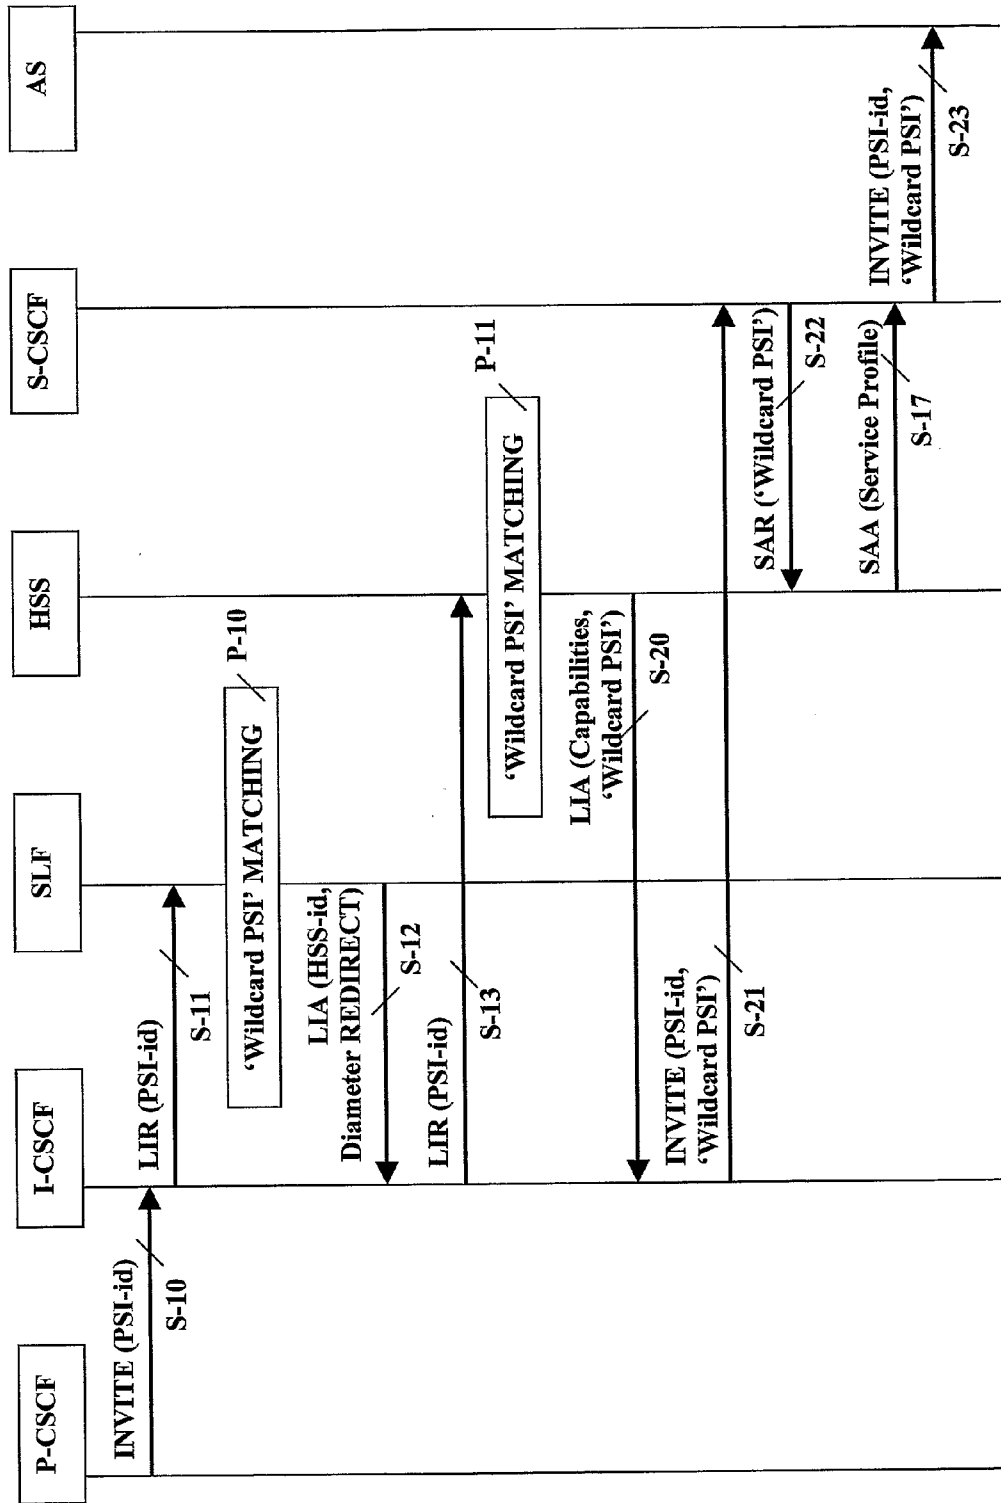 P-CSCF
I-CSCF
SLF
HSS
S-CSCF
AS
INVITE (PSI-id)
S-10
LIR (PSI-id)
S-11
‘Wildcard PSI’ MATCHING
P-10
LIA (HSS-id,
Diameter REDIRECT)
S-12
LIR (PSI-id)
S-13
‘Wildcard PSI’ MATCHING
P-11
LIA (Capabilities,
‘Wildcard PSI’)
S-20
INVITE (PSI-id,
‘Wildcard PSI’)
S-21
SAR (‘Wildcard PSI’)
S-22
SAA (Service Profile)
S-17
INVITE (PSI-id,
‘Wildcard PSI’)
S-23